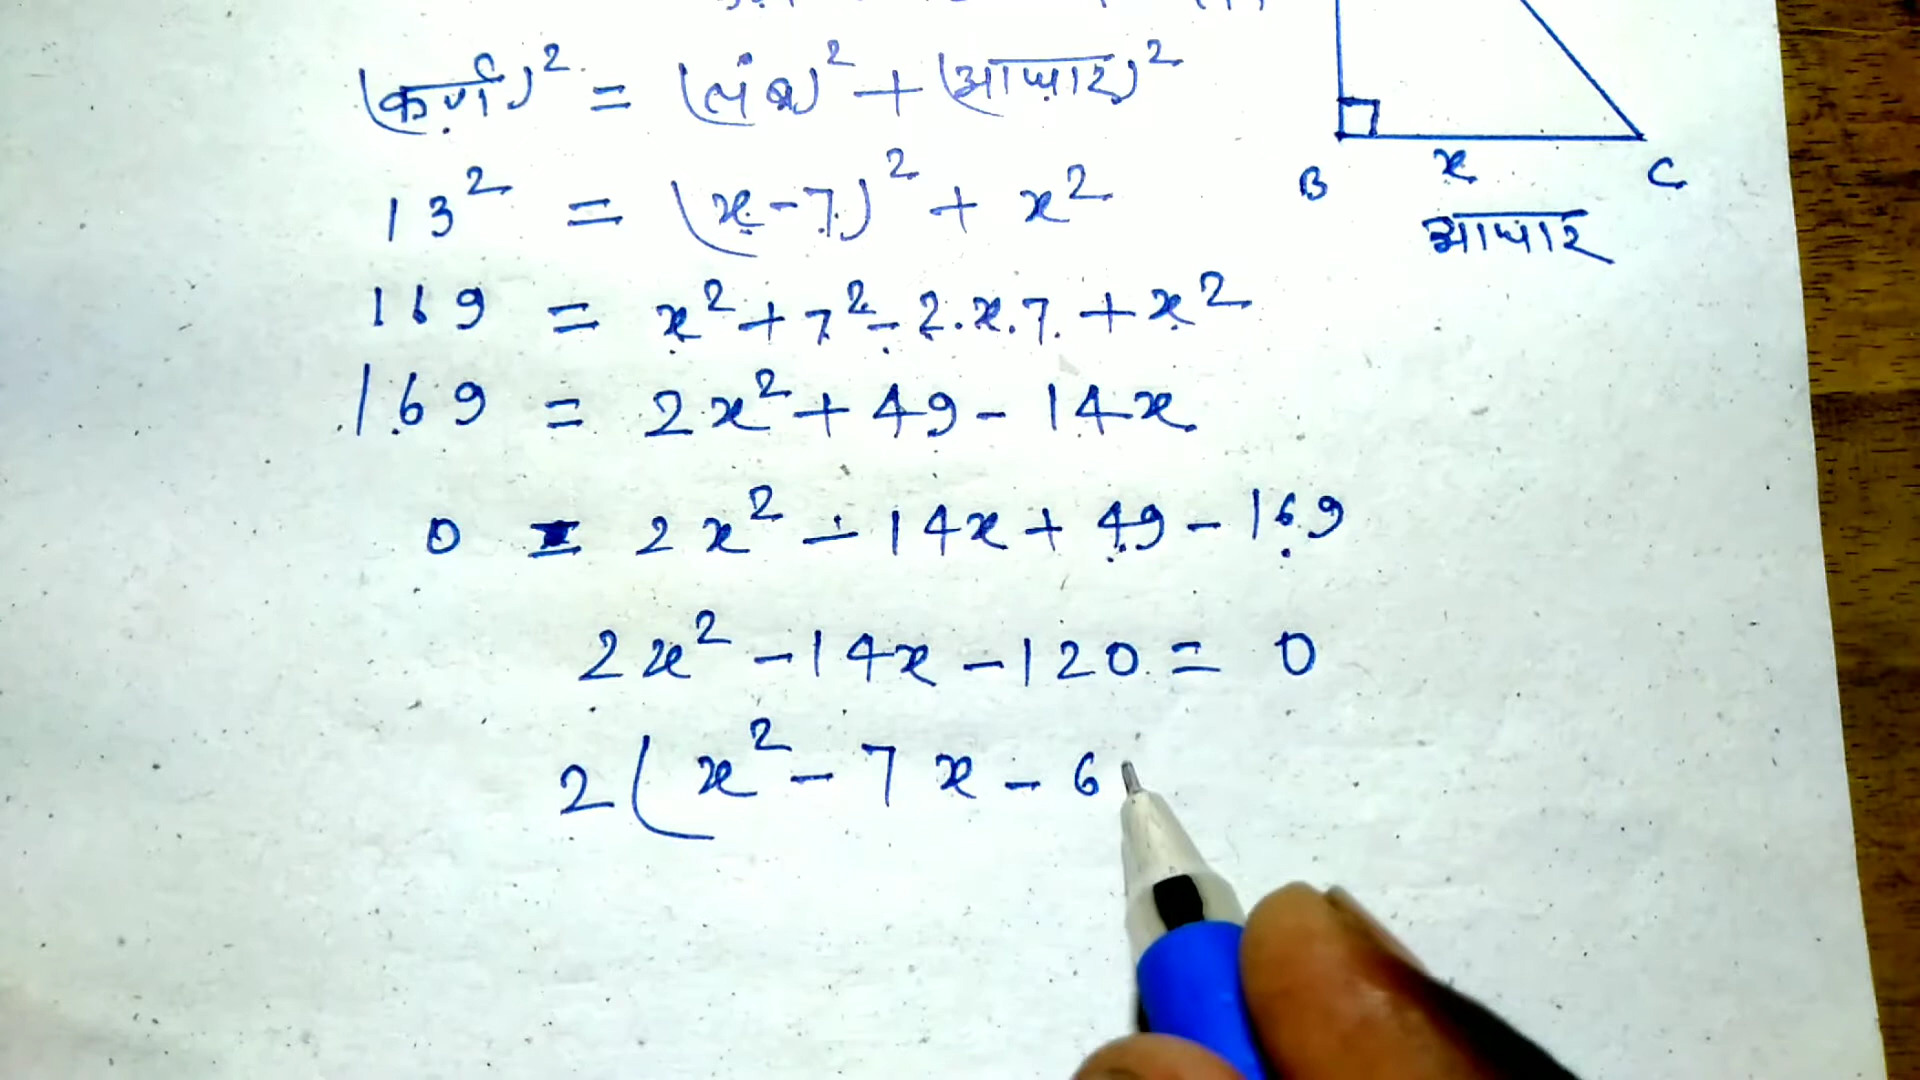 (कर्ण)² = (लंब)² + (आधार)²
13² = (x-7)² + x²
B x C
आधार
169 = x² + 7² - 2.x.7 + x²
169 = 2x² + 49 - 14x
0 = 2x² - 14x + 49 - 169
2x² - 14x - 120 = 0
2(x² - 7x - 6